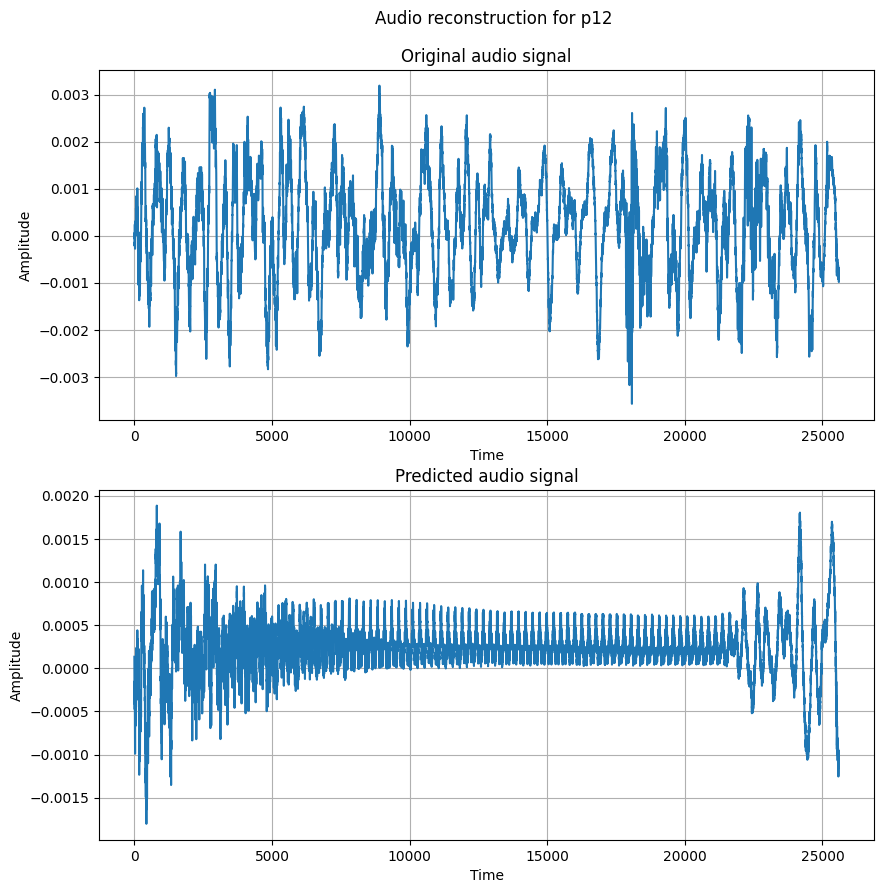 Audio reconstruction for p12
Original audio signal
0.003
0.002
0.001
0.000
−0.001
−0.002
−0.003
Amplitude
0 5000 10000 15000 20000 25000
Time
Predicted audio signal
0.0020
0.0015
0.0010
0.0005
0.0000
−0.0005
−0.0010
−0.0015
Amplitude
0 5000 10000 15000 20000 25000
Time